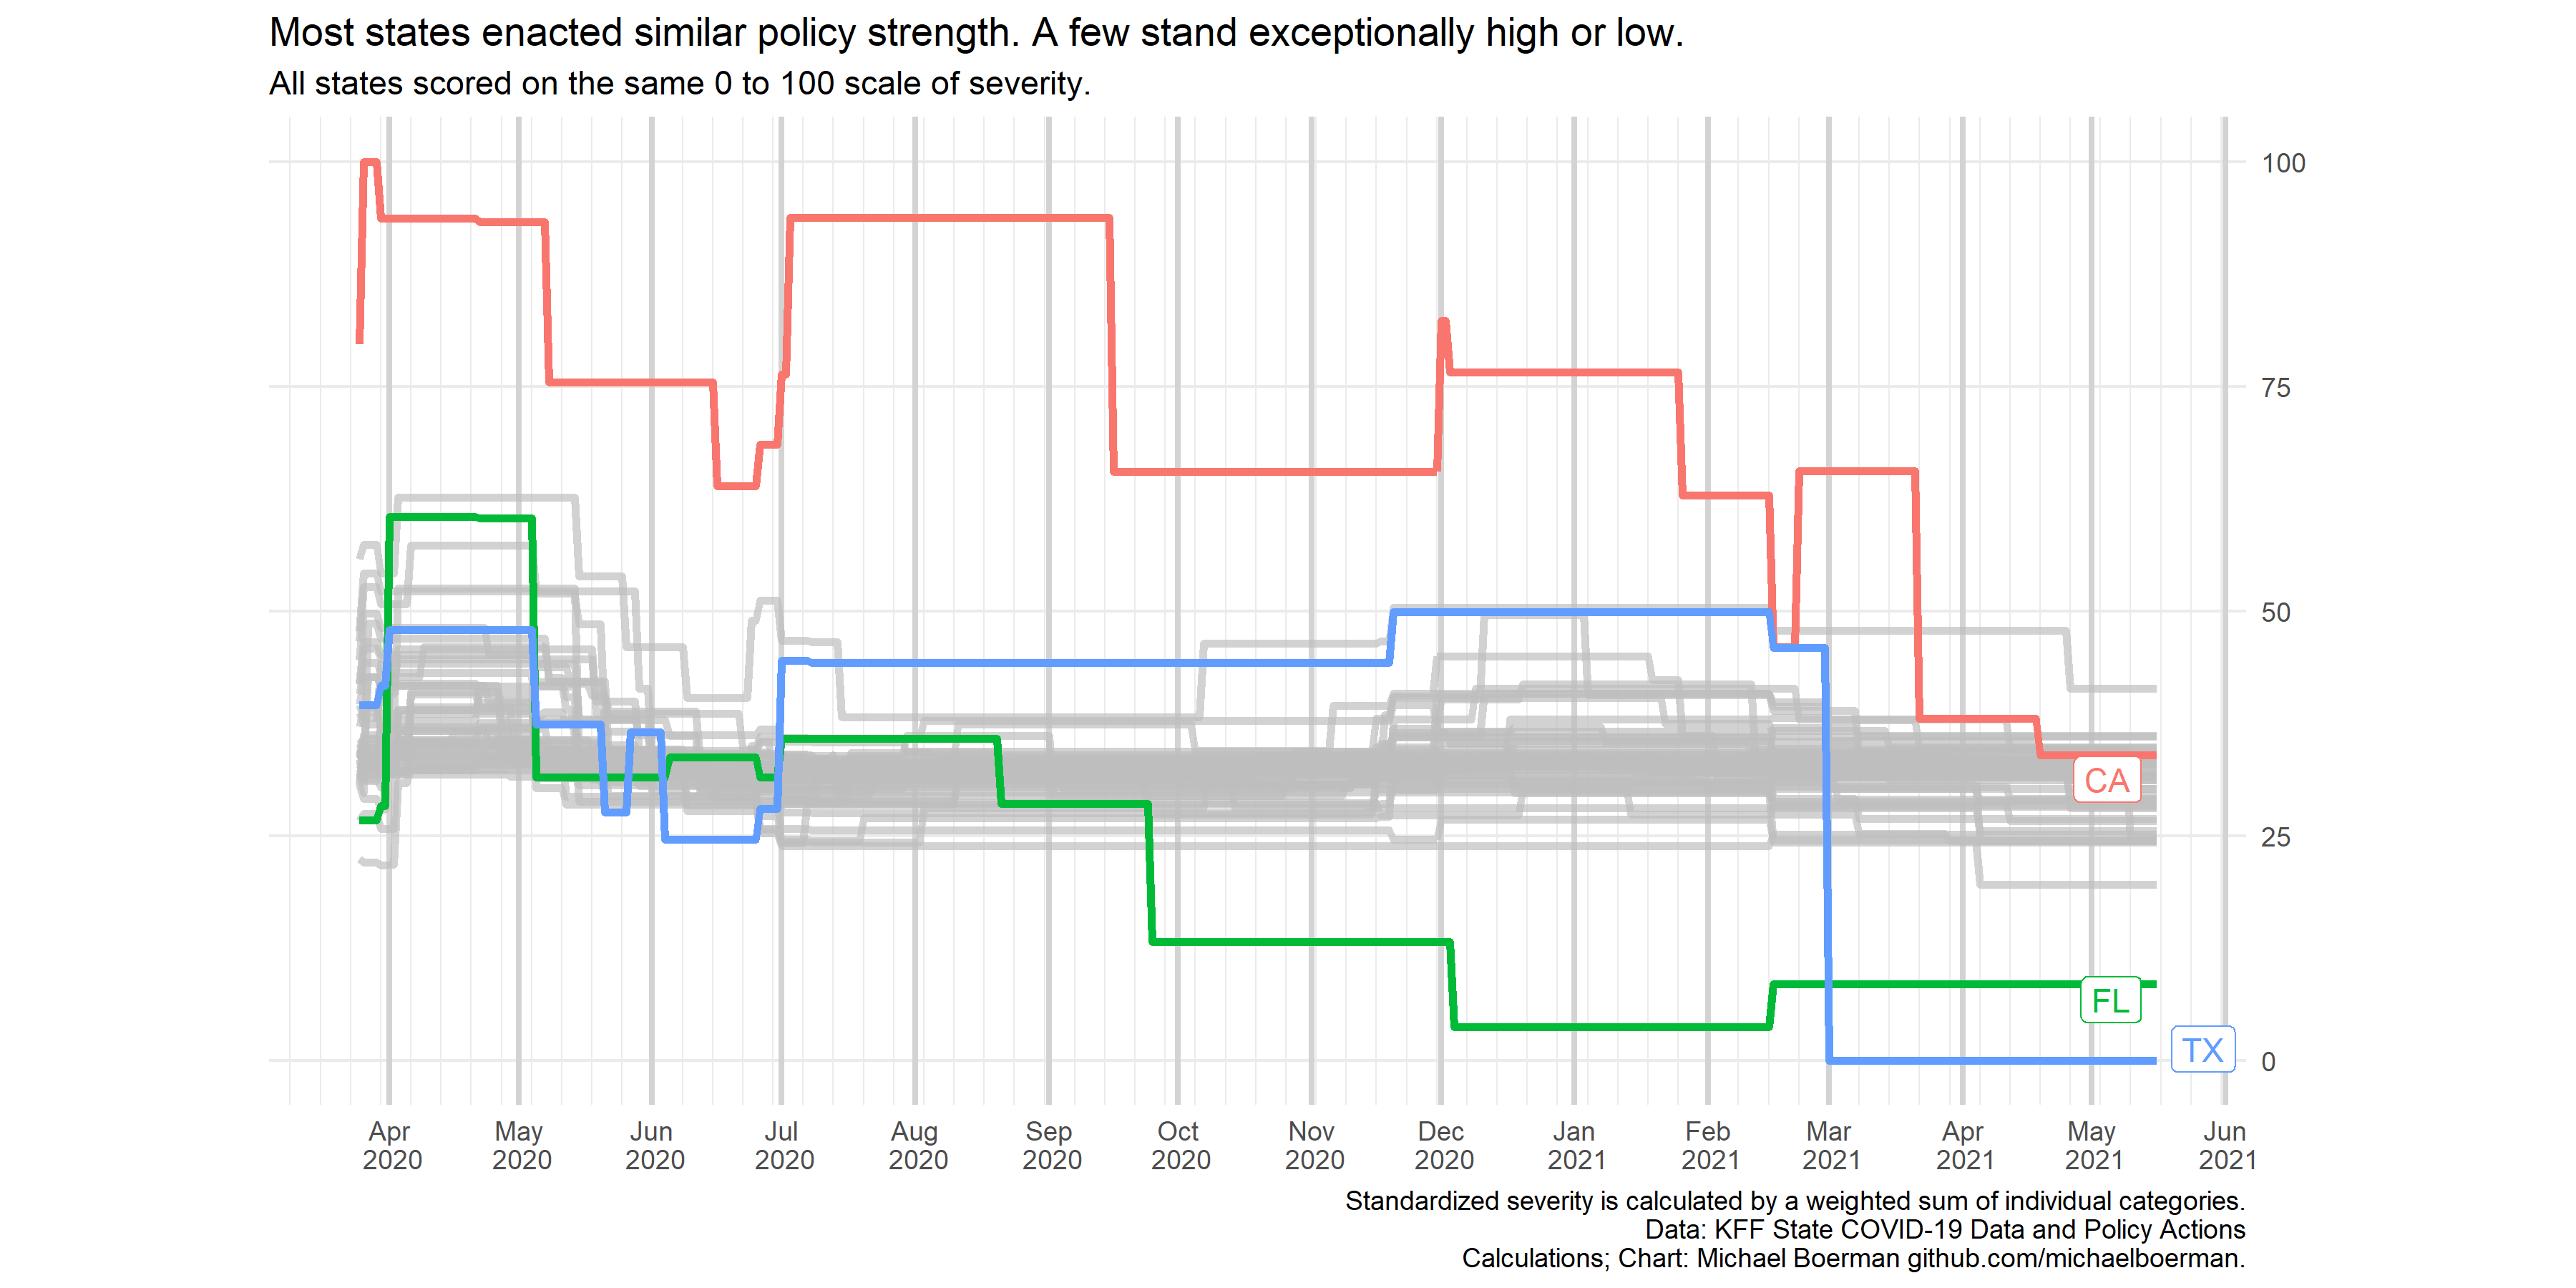 Most states enacted similar policy strength. A few stand exceptionally high or low.
All states scored on the same 0 to 100 scale of severity.
100
75
50
25
0
CA
FL
TX
Apr May Jun Jul Aug Sep Oct Nov Dec Jan Feb Mar Apr May Jun
2020 2020 2020 2020 2020 2020 2020 2020 2020 2021 2021 2021 2021 2021 2021
Standardized severity is calculated by a weighted sum of individual categories.
Data: KFF State COVID-19 Data and Policy Actions
Calculations; Chart: Michael Boerman github.com/michaelboerman.